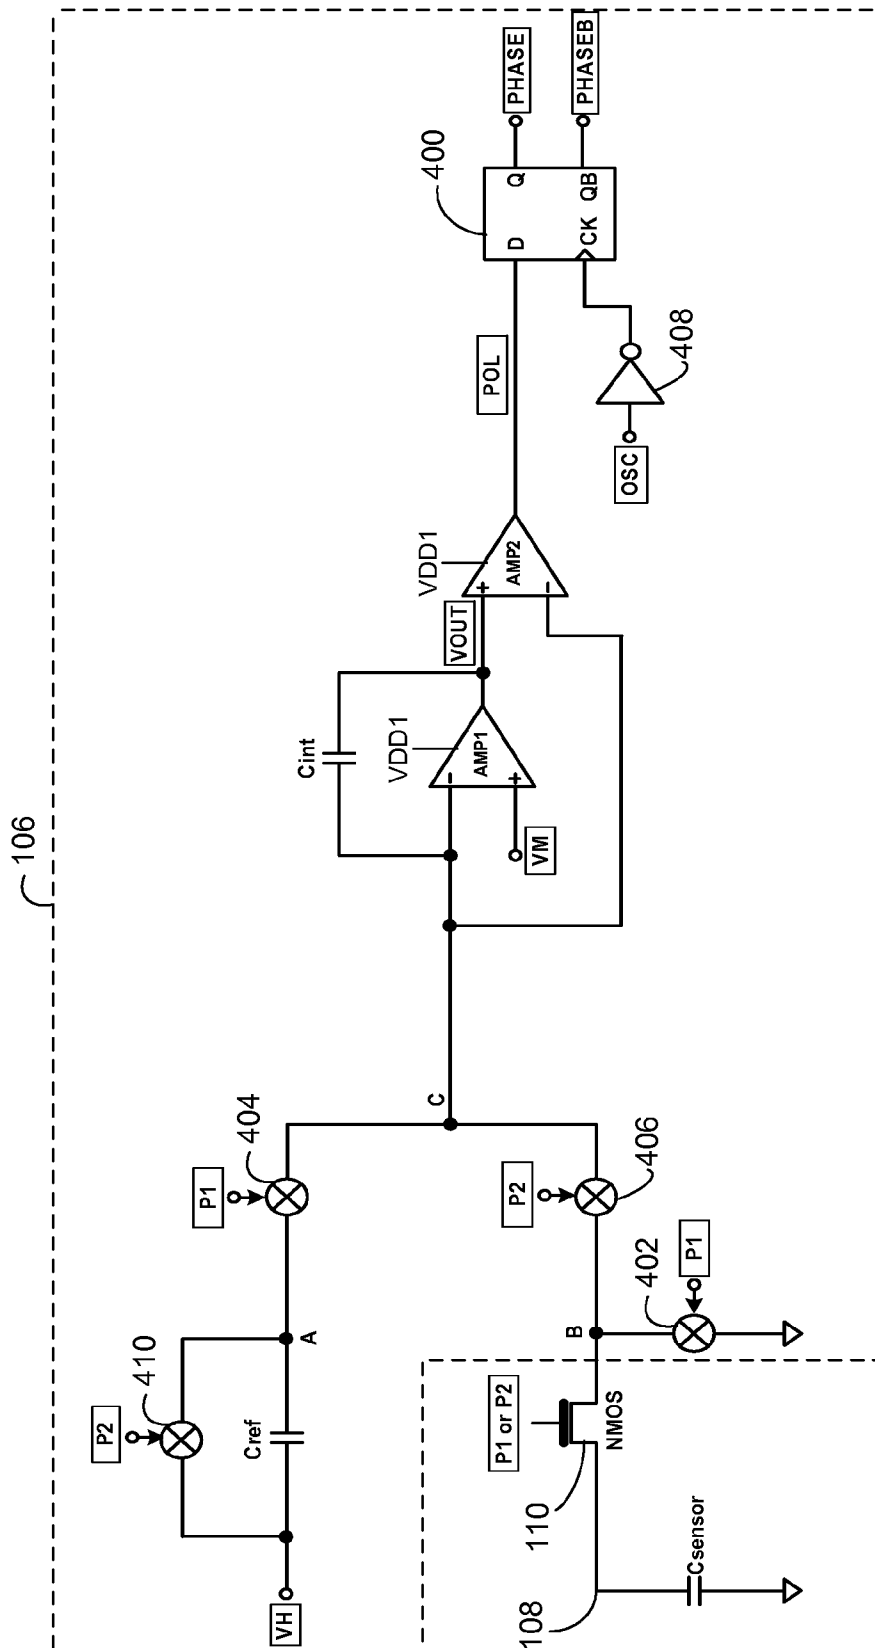 106
VH
P2
410
Cref
A
P1
404
C
P2
406
B
402
P1
P1 or P2
NMOS
110
108
Csensor
Cint
VDD1
-
AMP1
+
VM
VOUT
VDD1
+
AMP2
-
POL
OSC
408
400
D
Q
CK
QB
PHASE
PHASEB